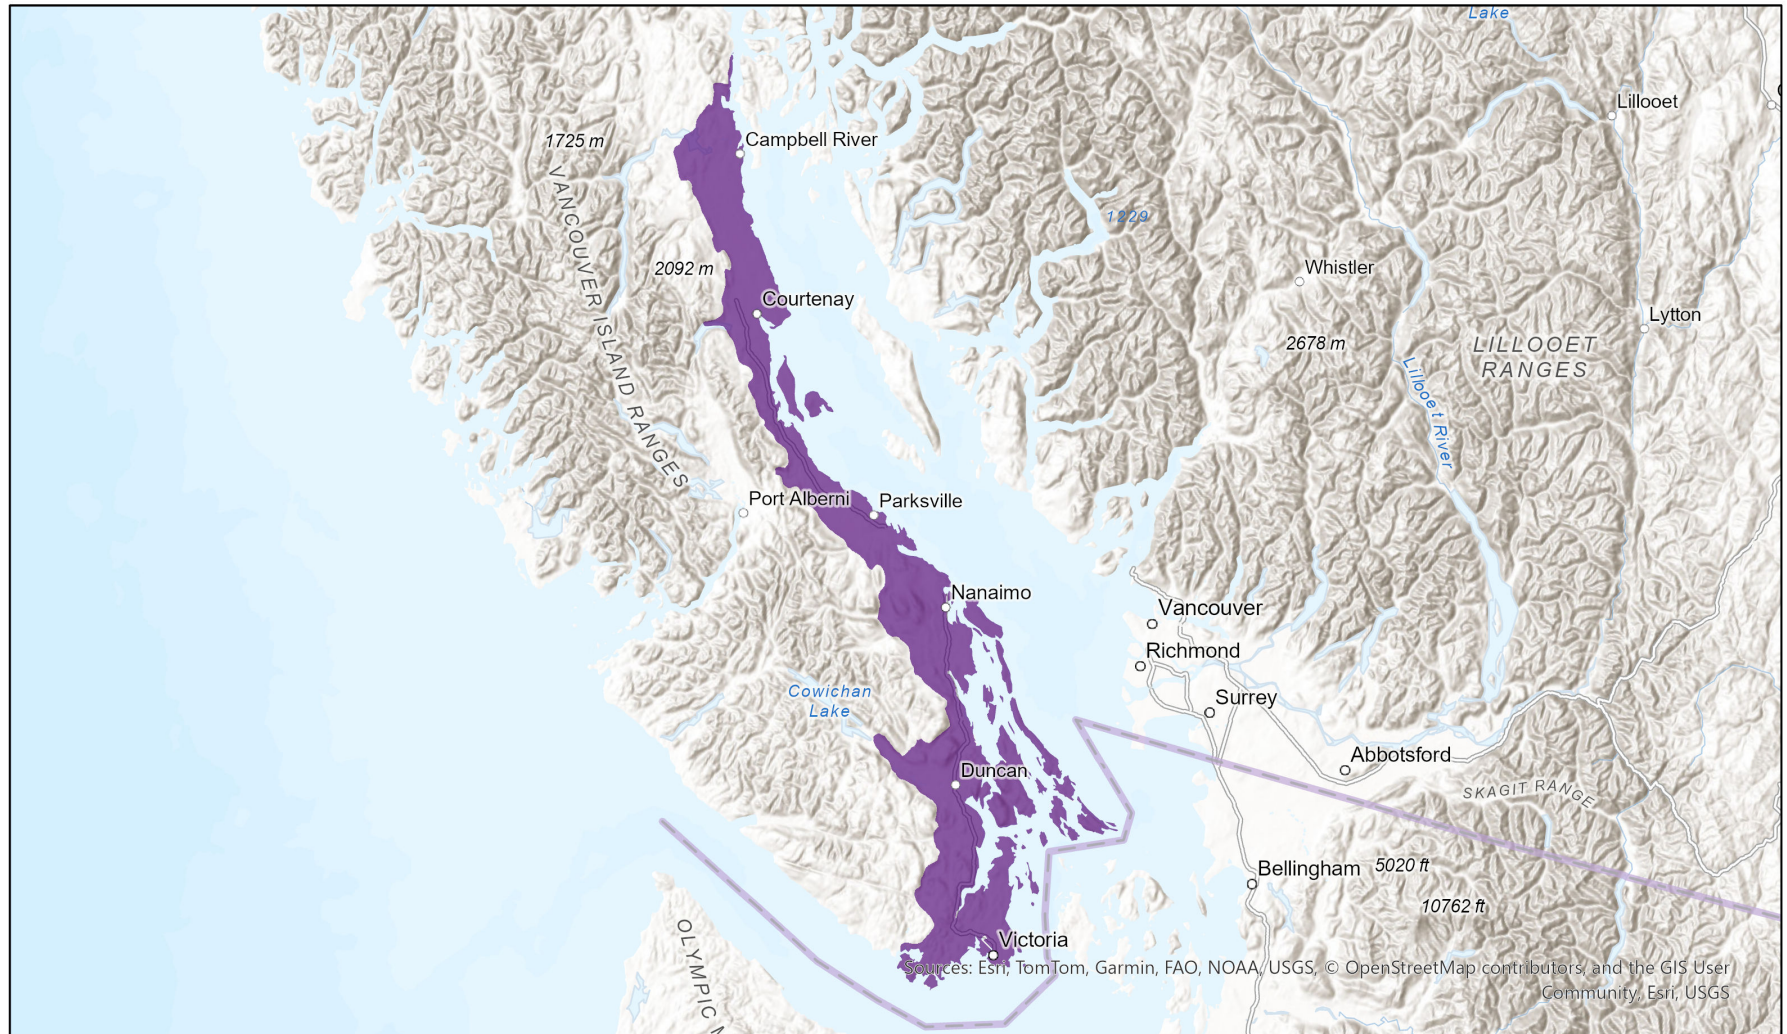 Lake
Lillooet
Campbell River
1725 m
1229
VANCOUVER ISLAND RANGES
2092 m
Whistler
Courtenay
Lytton
2678 m
LILLOOET
RANGES
Lillooet River
Port Alberni
Parksville
Nanaimo
Vancouver
Richmond
Cowichan
Lake
Surrey
Abbotsford
Duncan
SKAGIT RANGE
Bellingham
5020 ft
10762 ft
OLYMPIC
Victoria
Sources: Esri, TomTom, Garmin, FAO, NOAA, USGS, © OpenStreetMap contributors, and the GIS User
Community, Esri, USGS